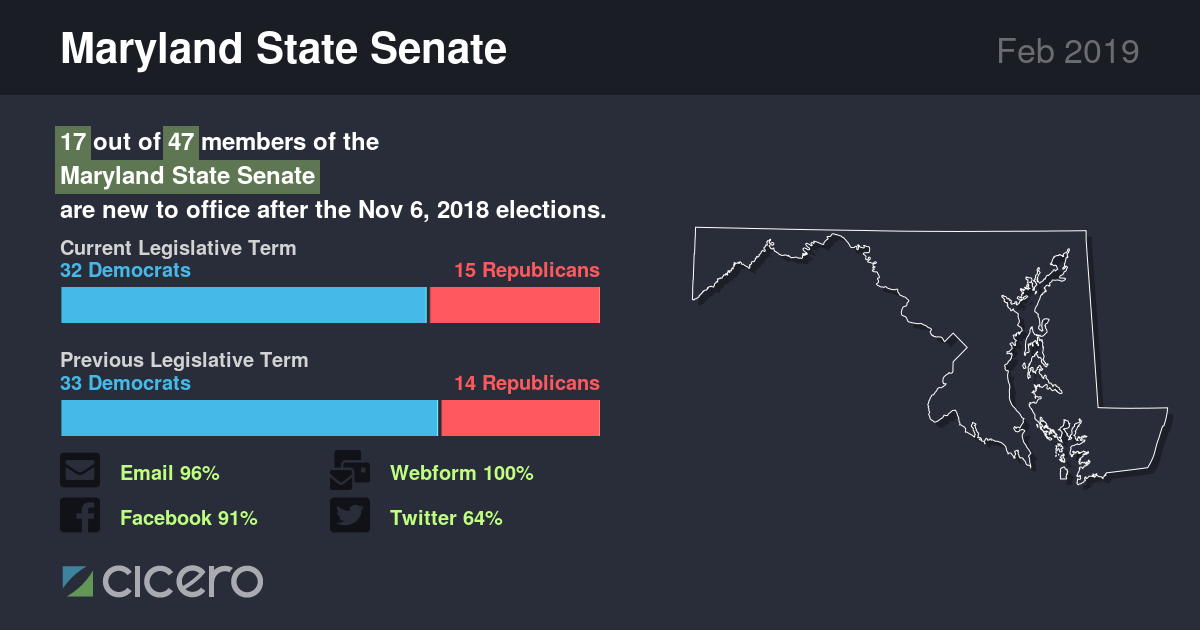 Maryland State Senate
Feb 2019
17 out of 47 members of the
Maryland State Senate
are new to office after the Nov 6, 2018 elections.
Current Legislative Term
32 Democrats
15 Republicans
Previous Legislative Term
33 Democrats
14 Republicans
Email 96%
Webform 100%
Facebook 91%
Twitter 64%
cicero